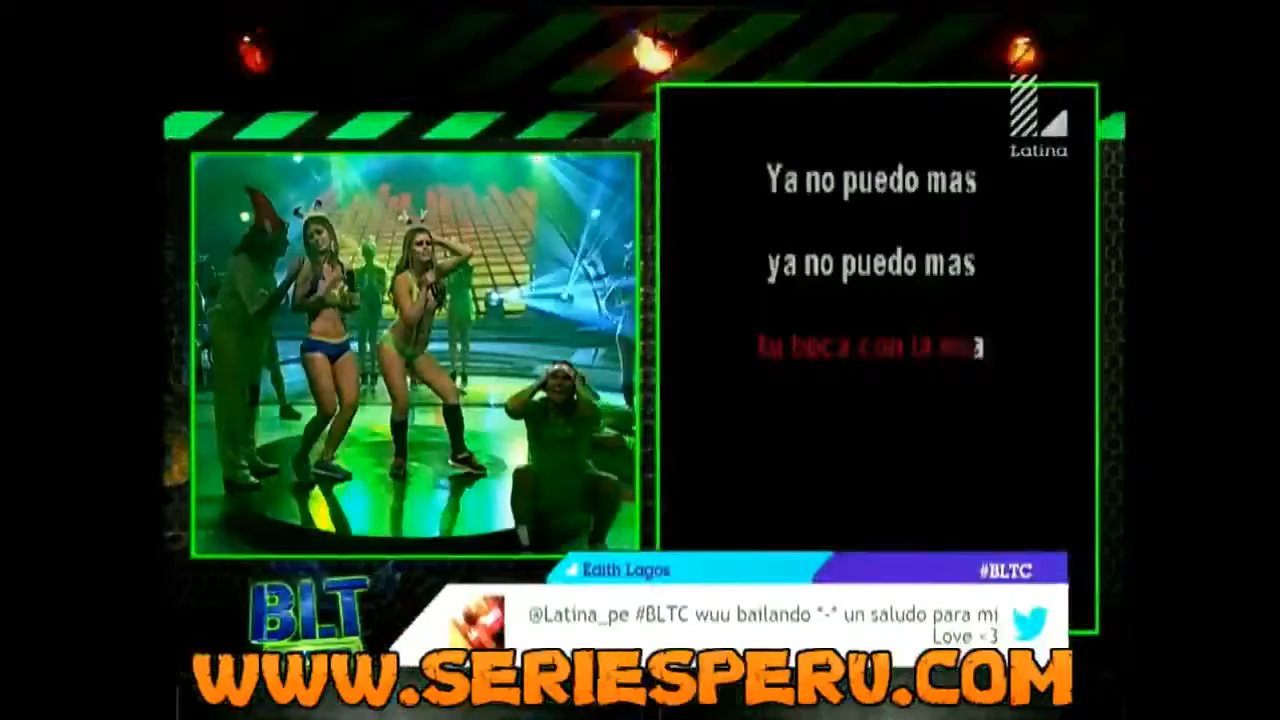 Latina
Ya no puedo mas
ya no puedo mas
tu boca con la mia
BLT
Edith Lagos
#BLTC
@Latina_pe #BLTC wuu bailando *-* un saludo para mi
Love <3
WWW.SERIESPERU.COM